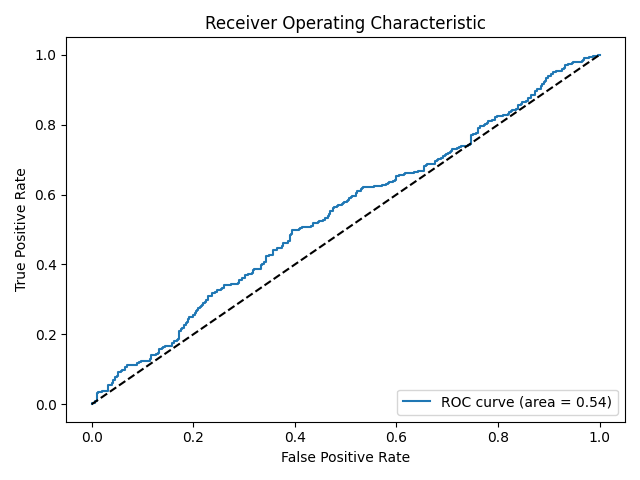 Receiver Operating Characteristic
True Positive Rate
1.0
0.8
0.6
0.4
0.2
0.0
ROC curve (area = 0.54)
0.0 0.2 0.4 0.6 0.8 1.0
False Positive Rate